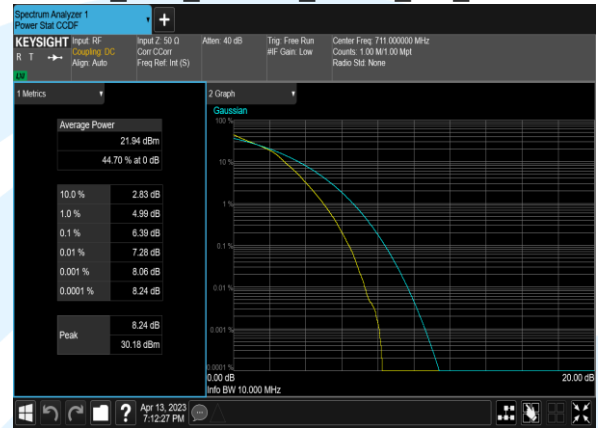 Spectrum Analyzer 1
Power Stat CCDF
KEYSIGHT
R T
LW
Input: RF
Coupling: DC
Align: Auto
Input Z: 50 Ω
Corr CCorr
Freq Ref: Int (S)
Atten: 40 dB
Trig: Free Run
#IF Gain: Low
Center Freq: 711.000000 MHz
Counts: 1.00 M/1.00 Mpt
Radio Std: None
1 Metrics
Average Power
21.94 dBm
44.70 % at 0 dB
10.0 % 2.83 dB
1.0 % 4.99 dB
0.1 % 6.39 dB
0.01 % 7.28 dB
0.001 % 8.06 dB
0.0001 % 8.24 dB
Peak
8.24 dB
30.18 dBm
2 Graph
Gaussian
100 %
10 %
1 %
0.1 %
0.01 %
0.001 %
0.0001 %
0.00 dB 20.00 dB
Info BW 10.000 MHz
?
Apr 13, 2023
7:12:27 PM